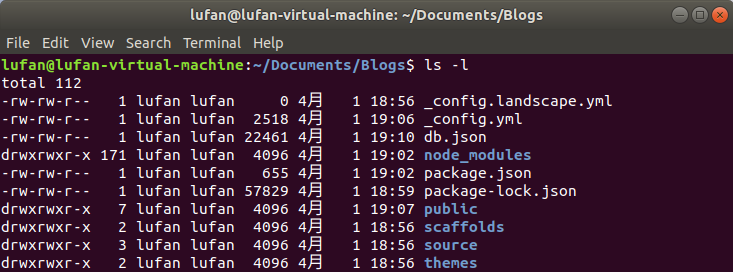 lufan@lufan-virtual-machine: ~/Documents/Blogs
File Edit View Search Terminal Help
lufan@lufan-virtual-machine:~/Documents/Blogs$ ls -l
total 112
-rw-rw-r--   1 lufan lufan     0 4月   1 18:56 _config.landscape.yml
-rw-rw-r--   1 lufan lufan  2518 4月   1 19:06 _config.yml
-rw-rw-r--   1 lufan lufan 22461 4月   1 19:10 db.json
drwxrwxr-x 171 lufan lufan  4096 4月   1 19:02 node_modules
-rw-rw-r--   1 lufan lufan   655 4月   1 19:02 package.json
-rw-rw-r--   1 lufan lufan 57829 4月   1 18:59 package-lock.json
drwxrwxr-x   7 lufan lufan  4096 4月   1 19:07 public
drwxrwxr-x   2 lufan lufan  4096 4月   1 18:56 scaffolds
drwxrwxr-x   3 lufan lufan  4096 4月   1 18:56 source
drwxrwxr-x   2 lufan lufan  4096 4月   1 18:56 themes